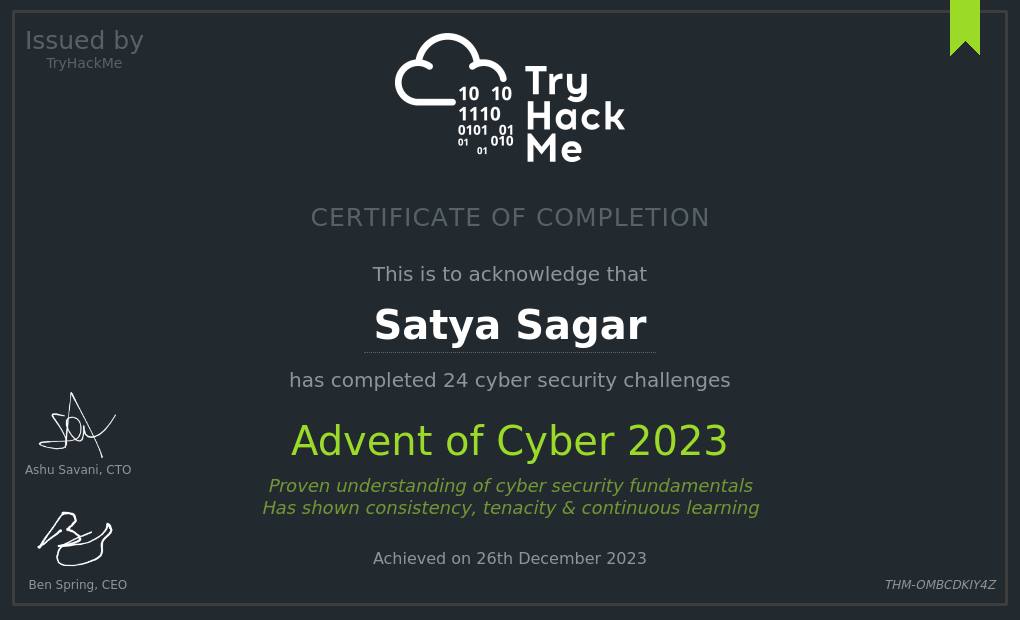 Issued by
TryHackMe
10 10
1110
0101 01
01 010
01
Try
Hack
Me
CERTIFICATE OF COMPLETION
This is to acknowledge that
Satya Sagar
has completed 24 cyber security challenges
Advent of Cyber 2023
Proven understanding of cyber security fundamentals
Has shown consistency, tenacity & continuous learning
Achieved on 26th December 2023
Ashu Savani, CTO
Ben Spring, CEO
THM-OMBCDKIY4Z